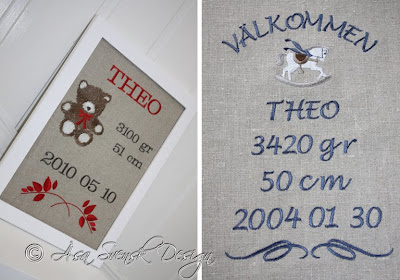 THEO
3100 gr
51 cm
2010 05 10
© Åsa Svensk Design
VÄLKOMMEN
THEO
3420 gr
50 cm
2004 01 30